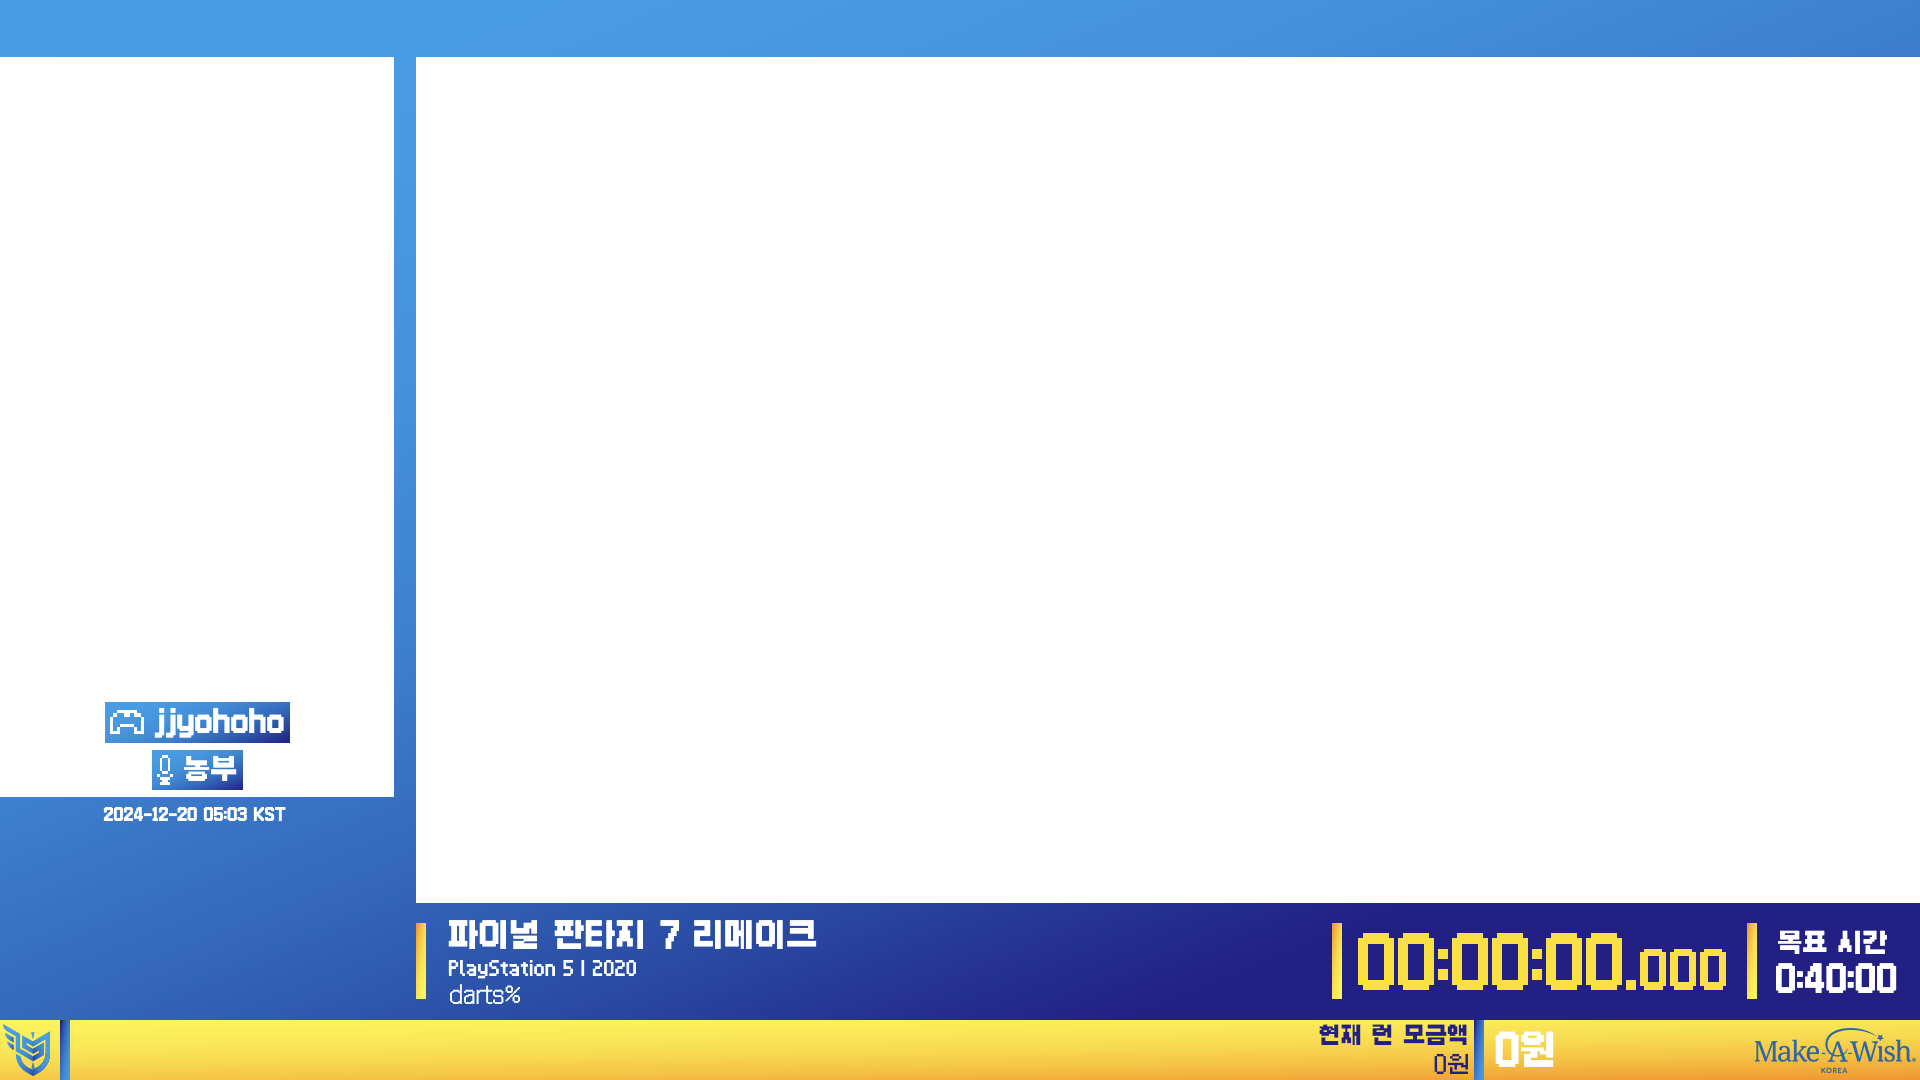 jjyohoho
농부
2024-12-20 05:03 KST
파이널 판타지 7 리메이크
PlayStation 5 | 2020
darts%
00:00:00.000
목표 시간
0:40:00
현재 런 모금액
0원
0원
Make-A-Wish®
KOREA